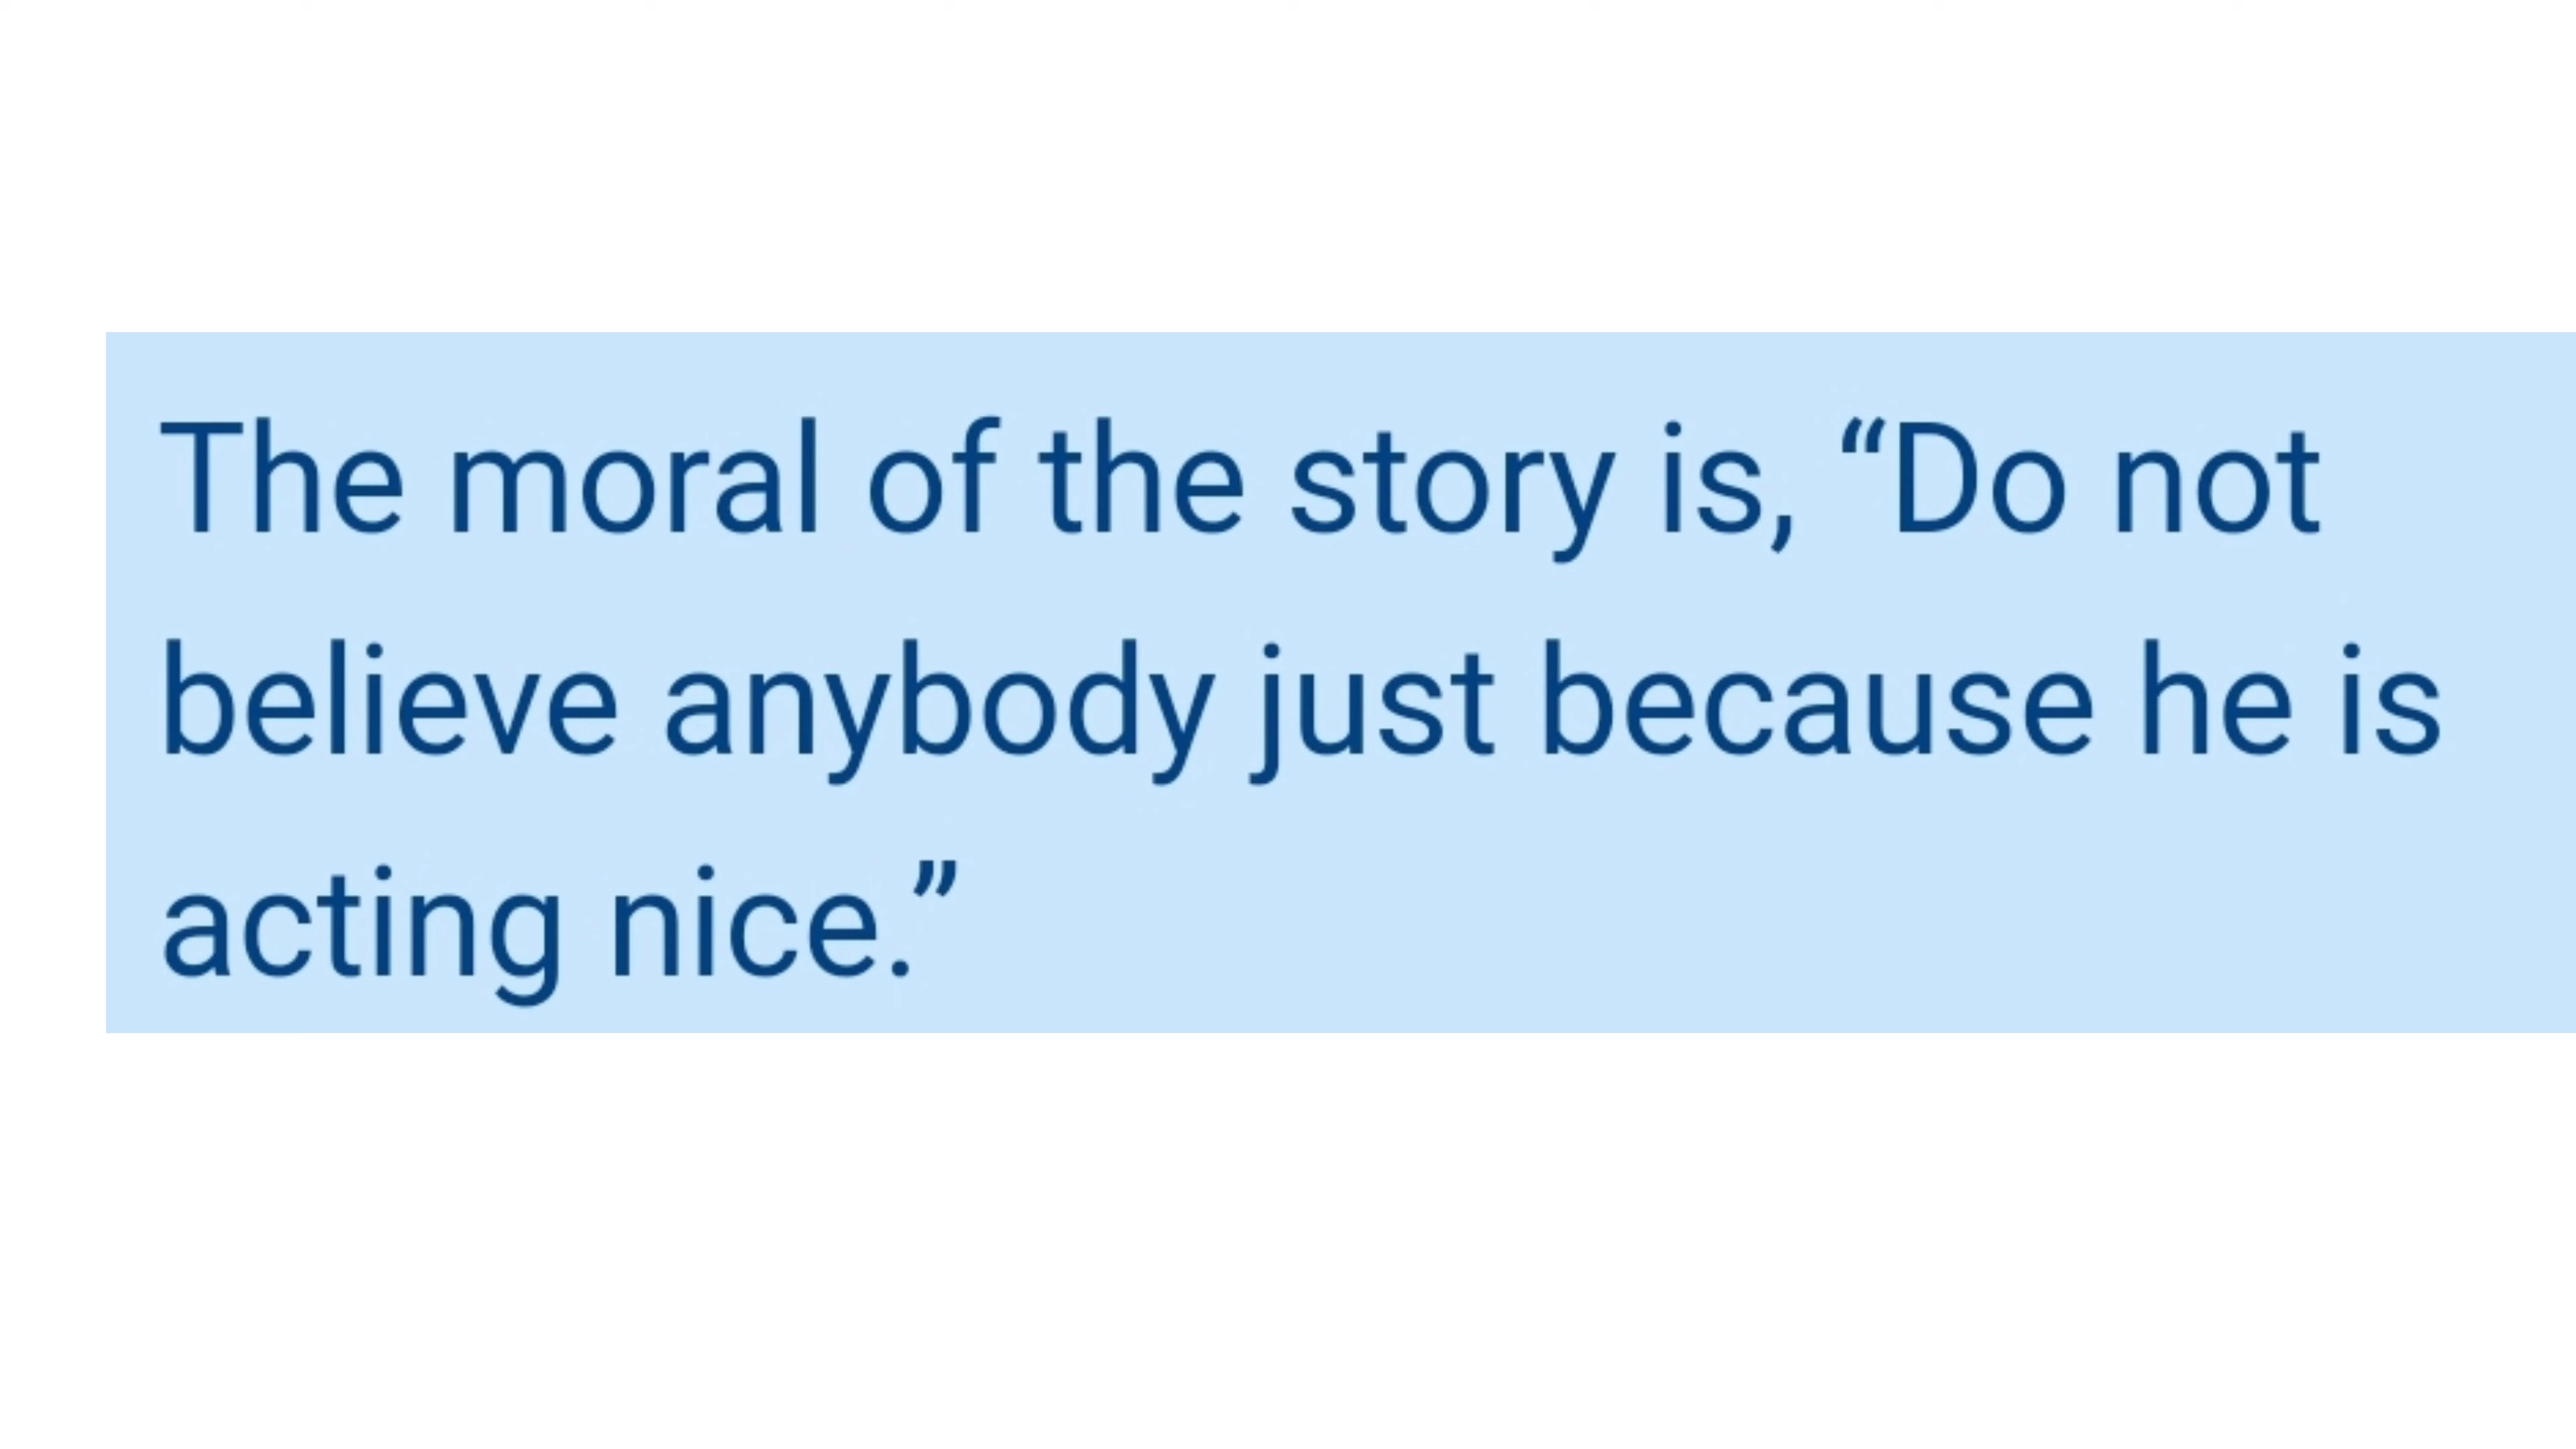 The moral of the story is, “Do not
believe anybody just because he is
acting nice.”